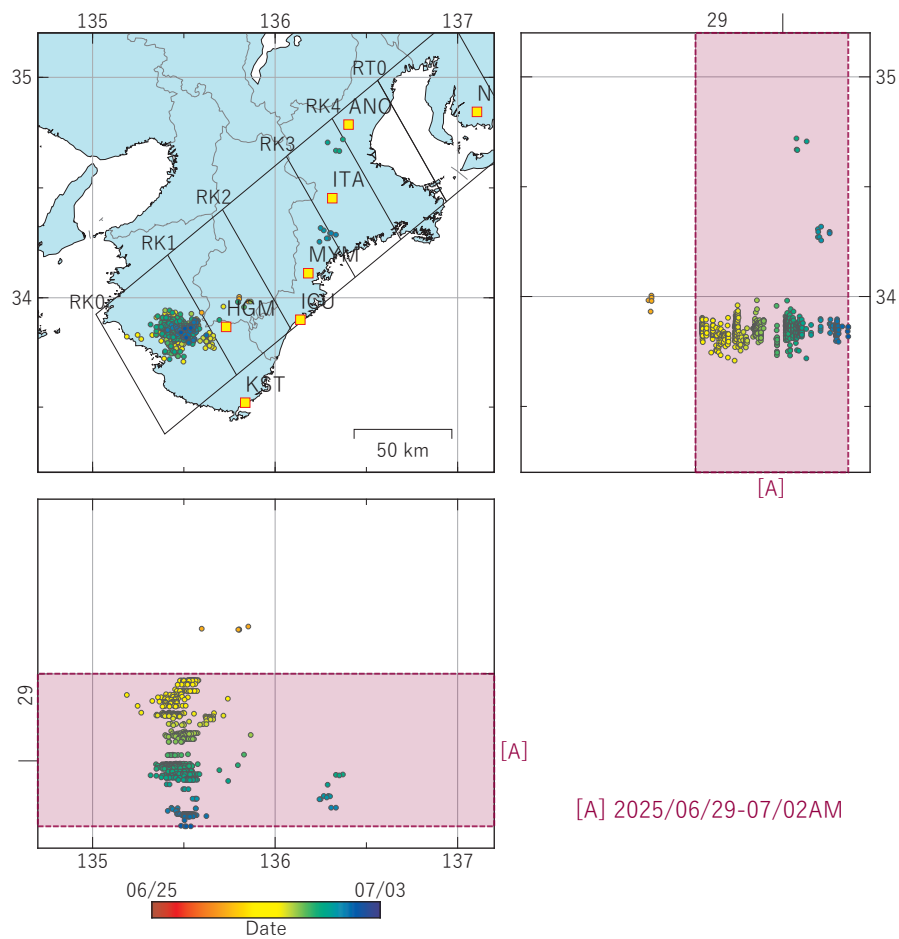 135 136 137
29
35
35
RT0
N
RK4 ANO
RK3
ITA
RK2
RK1
MYM
34
RK0
HGM
ICU
34
KST
50 km
[A]
29
[A]
[A] 2025/06/29-07/02AM
135 136 137
06/25 07/03
Date